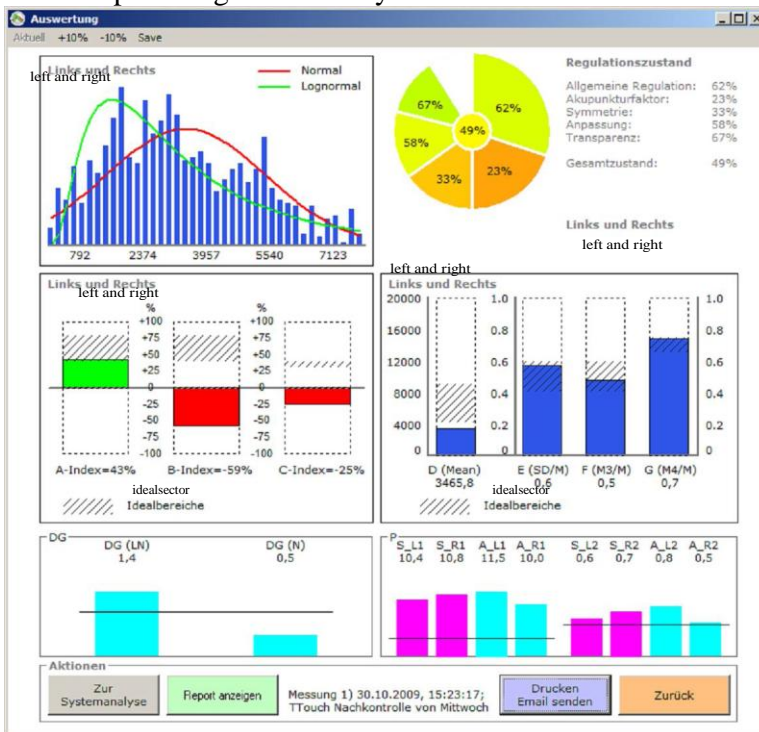 Auswertung
Aktuell +10% -10% Save
Links und Rechts
left and right
Normal
Lognormal
792 2374 3957 5540 7123
67% 62%
49%
58%
33% 23%
Regulationszustand
Allgemeine Regulation: 62%
Akupunkturfaktor: 23%
Symmetrie: 33%
Anpassung: 58%
Transparenz: 67%
Gesamtzustand: 49%
Links und Rechts
left and right
Links und Rechts
left and right
% %
+100 +100
+75 +75
+50 +50
+25 +25
0 0
-25 -25
-50 -50
-75 -75
-100 -100
A-Index=43% B-Index=-59% C-Index=-25%
idealsector
Idealbereiche
left and right
Links und Rechts
20000 1.0 1.0
16000 0.8 0.8
12000 0.6 0.6
8000 0.4 0.4
4000 0.2 0.2
0 0.0 0.0
D (Mean) E (SD/M) F (M3/M) G (M4/M)
3465,8 0,6 0,5 0,7
idealsector
Idealbereiche
DG
DG (LN) DG (N)
1,4 0,5
P
S_L1 S_R1 A_L1 A_R1 S_L2 S_R2 A_L2 A_R2
10,4 10,8 11,5 10,0 0,6 0,7 0,8 0,5
Aktionen
Zur
Systemanalyse
Report anzeigen
Messung 1) 30.10.2009, 15:23:17;
TTouch Nachkontrolle von Mittwoch
Drucken
Email senden
Zurück